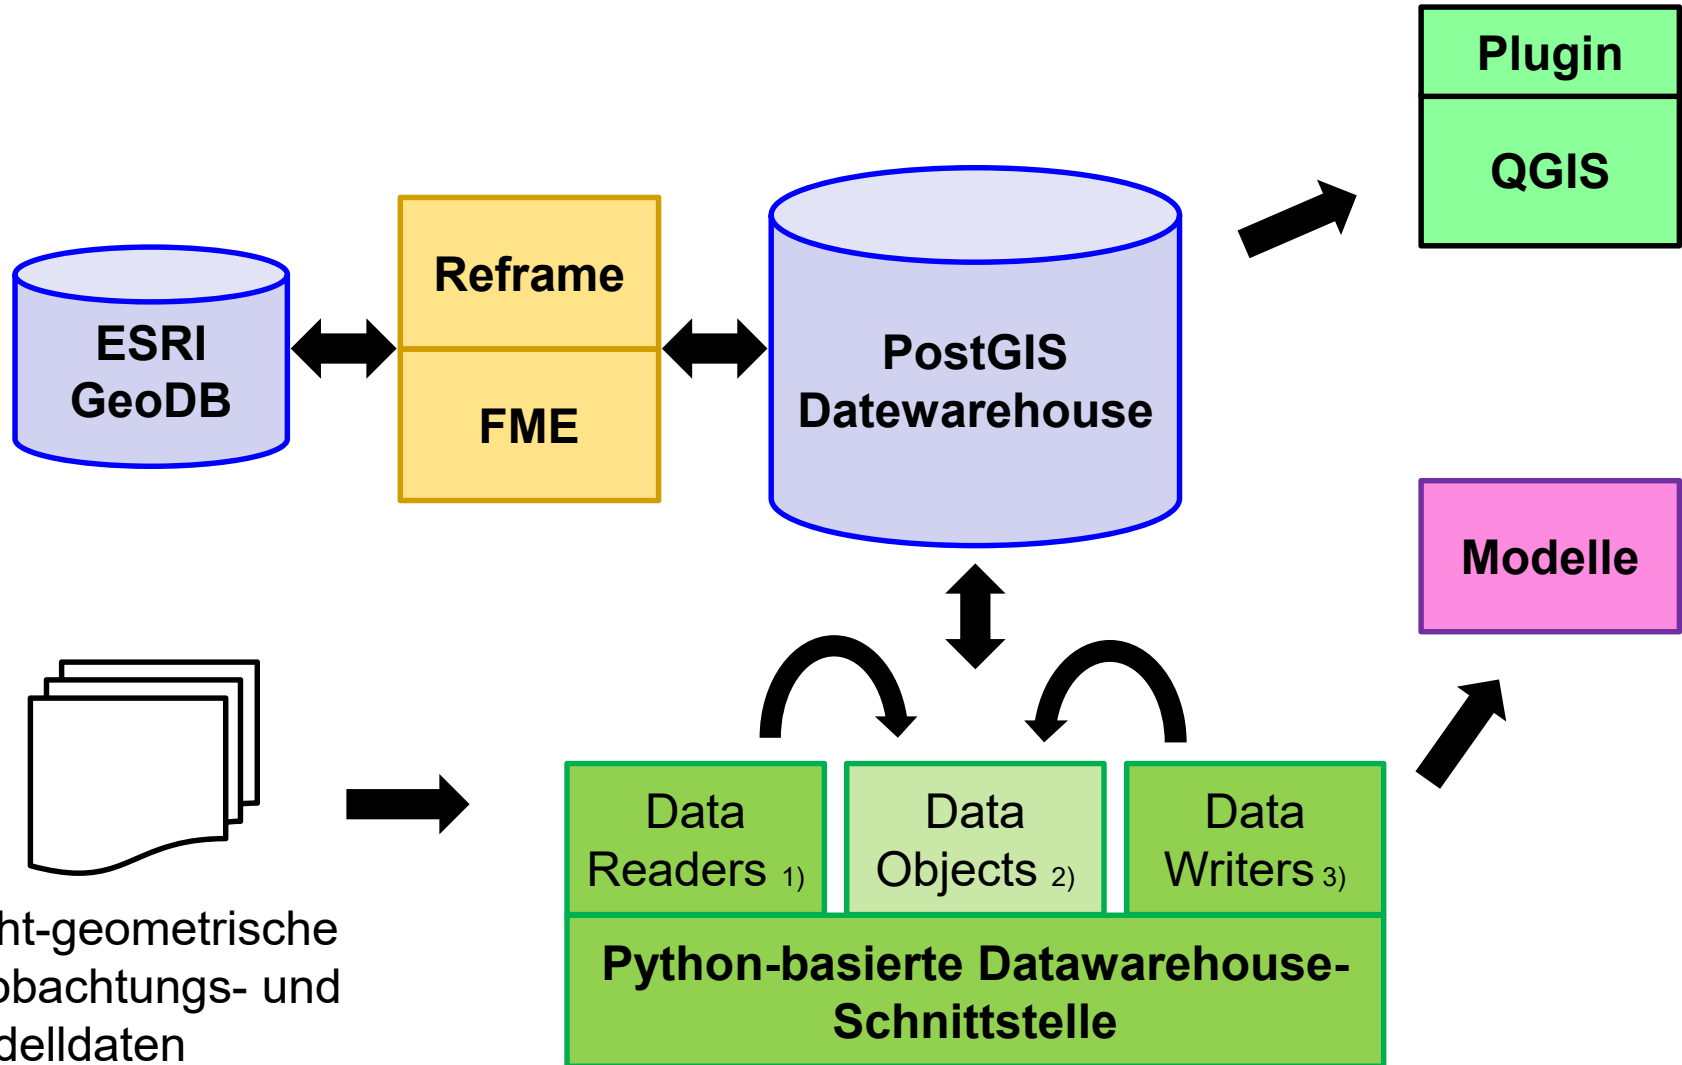 Plugin
QGIS
Reframe
FME
ESRI
GeoDB
PostGIS
Datewarehouse
Modelle
Data
Readers 1)
Data
Objects 2)
Data
Writers 3)
ht-geometrische
obachtungs- und
delldaten
Python-basierte Datawarehouse-
Schnittstelle